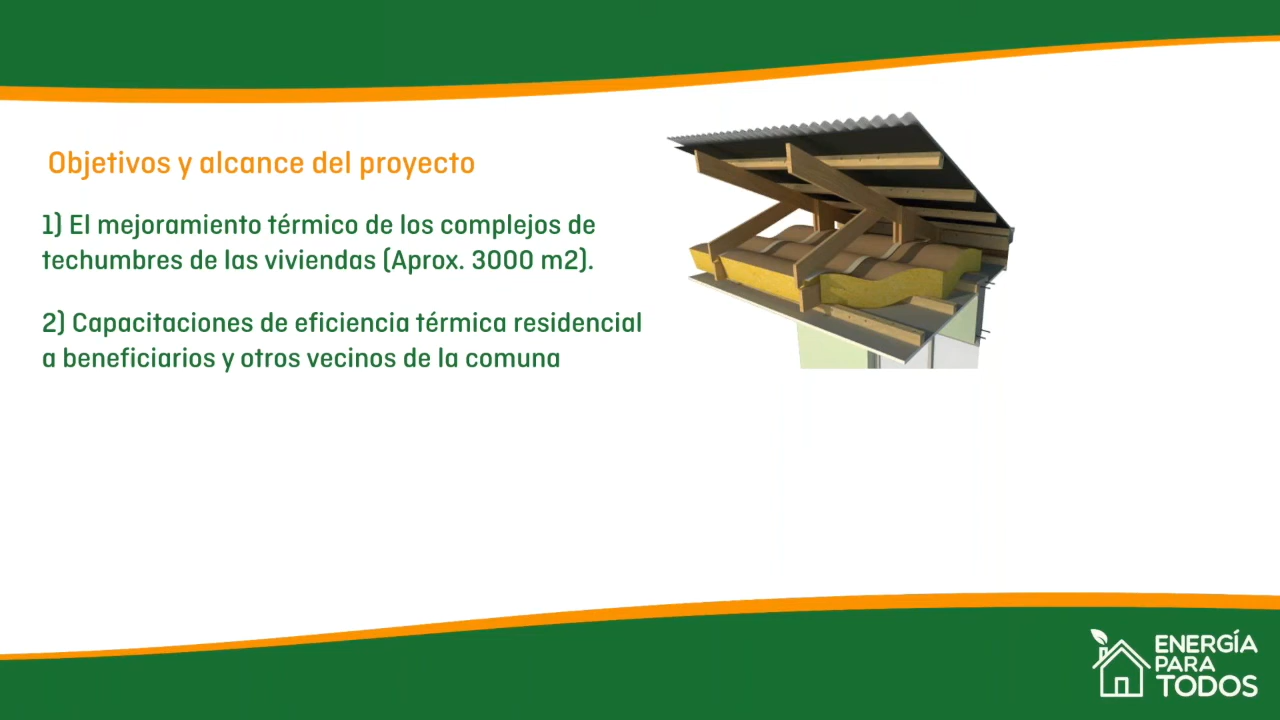 Objetivos y alcance del proyecto
1) El mejoramiento térmico de los complejos de
techumbres de las viviendas (Aprox. 3000 m2).
2) Capacitaciones de eficiencia térmica residencial
a beneficiarios y otros vecinos de la comuna
ENERGÍA
PARA
TODOS